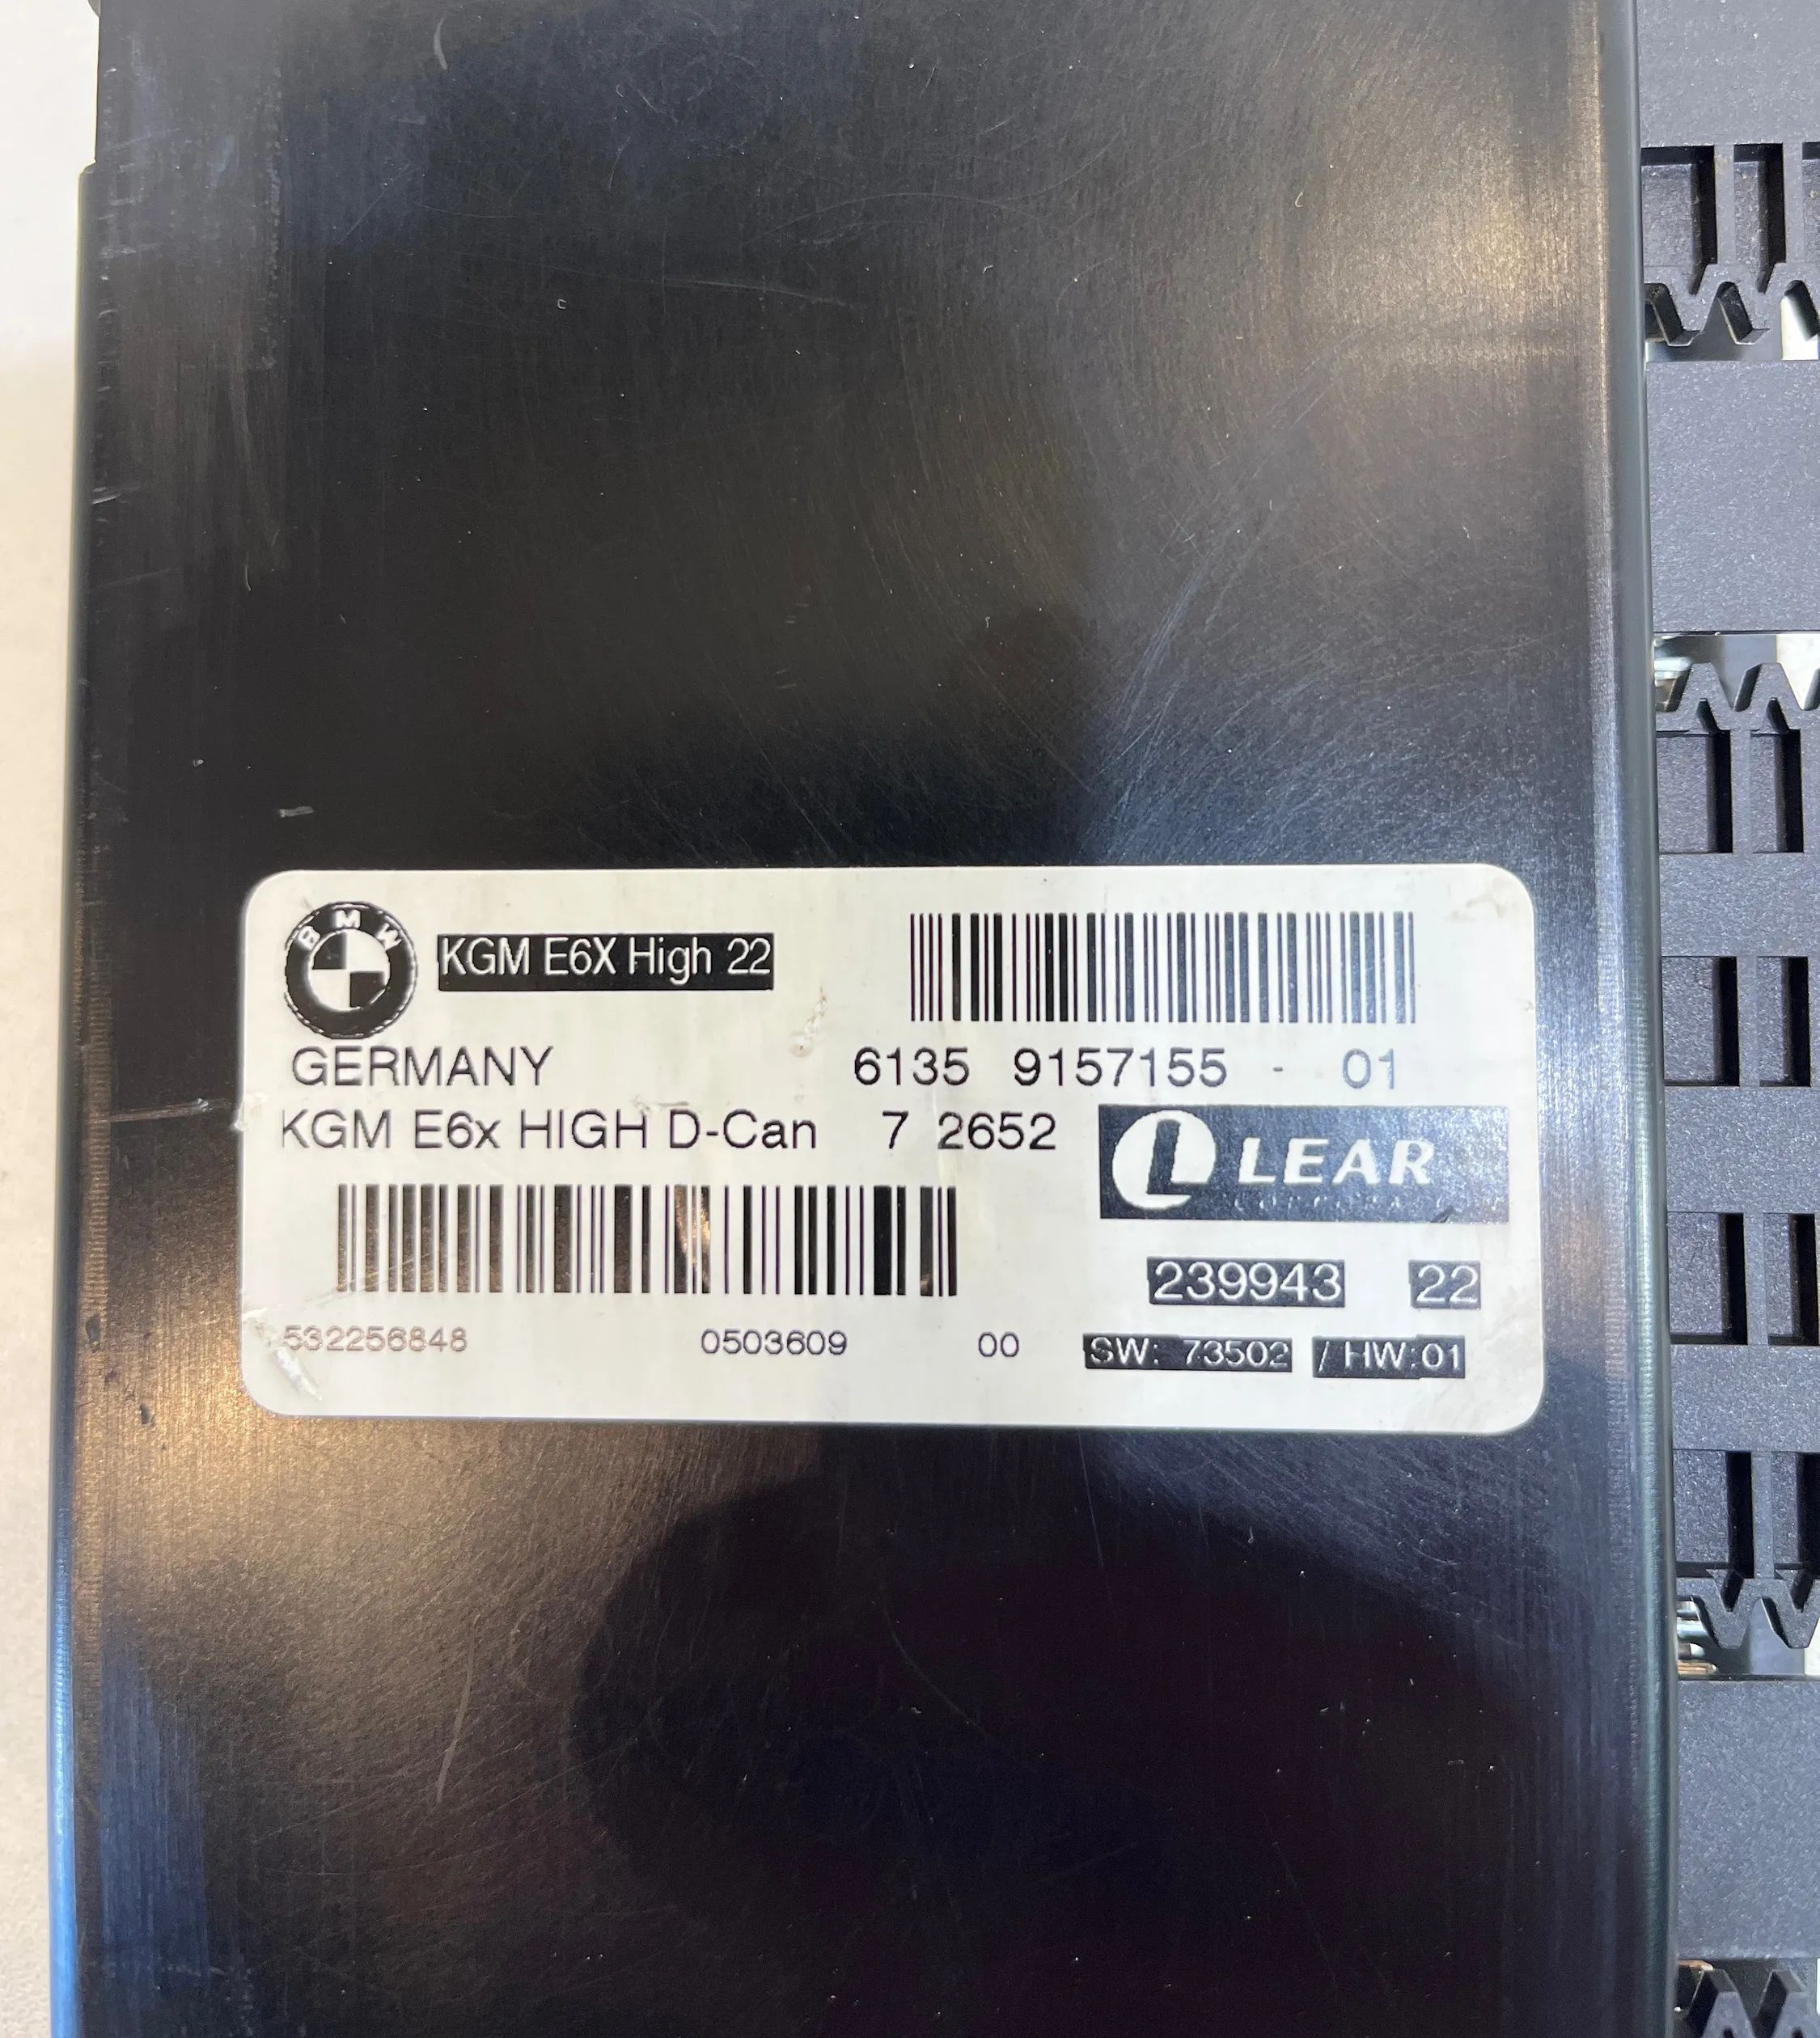 BMW
KGM E6X High 22
GERMANY 6135 9157155 - 01
KGM E6x HIGH D-Can 7 2652
LEAR
239943 22
532256848 0503609 00
SW: 73502 / HW:01